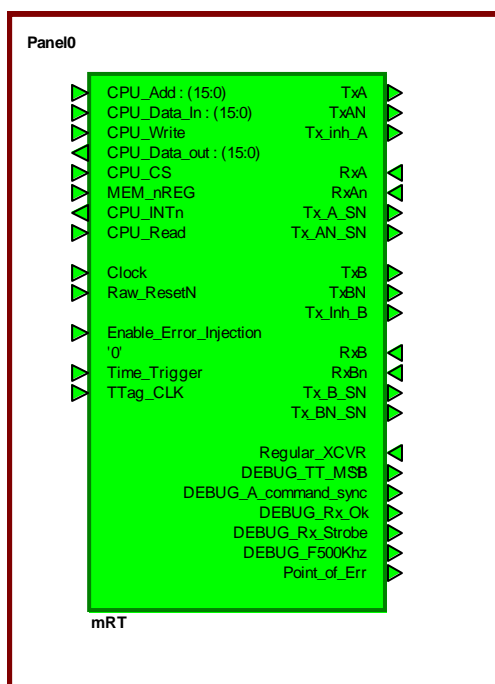 Panel0
CPU_Add : (15:0) TxA
CPU_Data_In : (15:0) TxAN
CPU_Write Tx_inh_A
CPU_Data_out : (15:0)
CPU_CS RxA
MEM_nREG RxAn
CPU_INTn Tx_A_SN
CPU_Read Tx_AN_SN
Clock TxB
Raw_ResetN TxBN
Tx_Inh_B
Enable_Error_Injection
'0' RxB
Time_Trigger RxBn
TTag_CLK Tx_B_SN
Tx_BN_SN
Regular_XCVR
DEBUG_TT_MSB
DEBUG_A_command_sync
DEBUG_Rx_Ok
DEBUG_Rx_Strobe
DEBUG_F500Khz
Point_of_Err
mRT